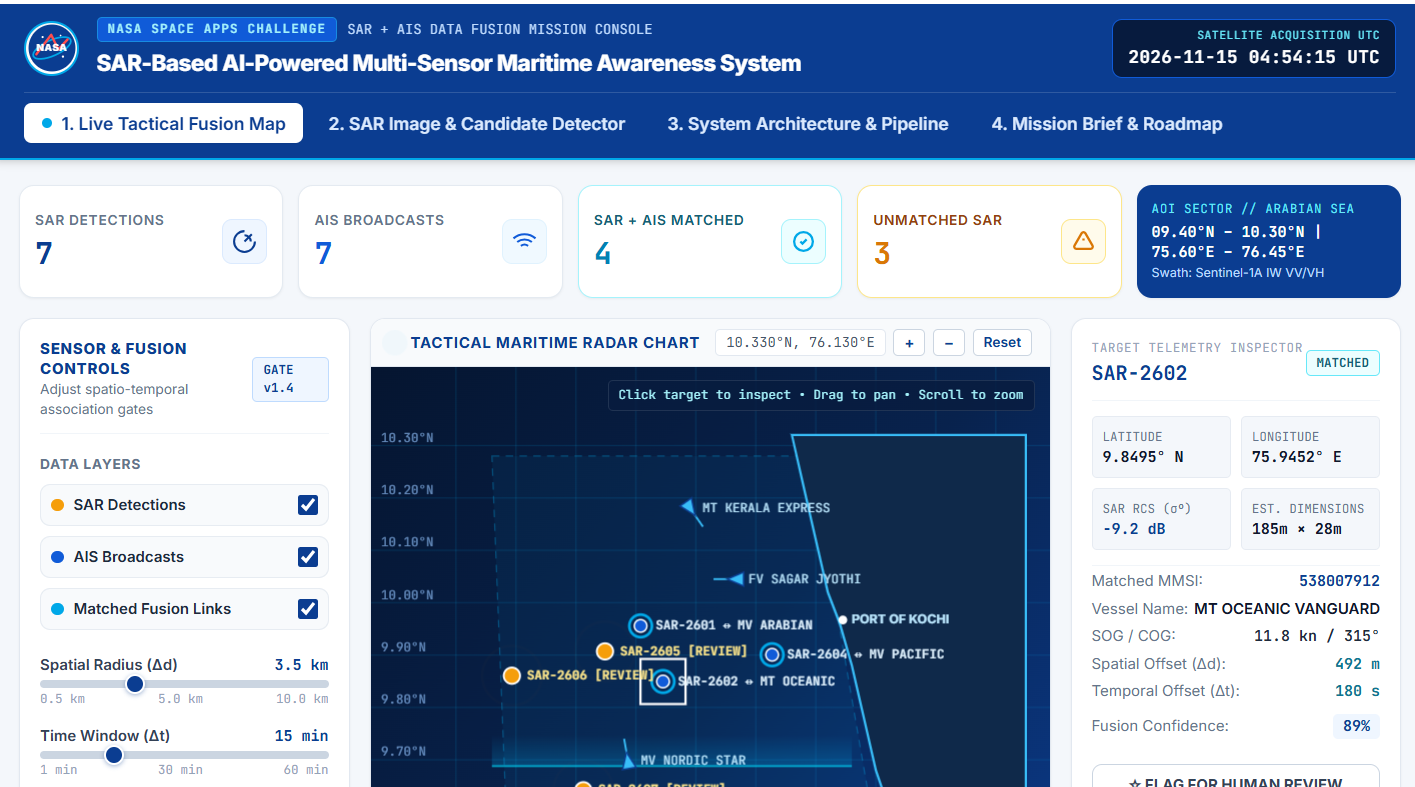 NASA
NASA SPACE APPS CHALLENGE
SAR + AIS DATA FUSION MISSION CONSOLE
SAR-Based AI-Powered Multi-Sensor Maritime Awareness System
SATELLITE ACQUISITION UTC
2026-11-15 04:54:15 UTC
1. Live Tactical Fusion Map
2. SAR Image & Candidate Detector
3. System Architecture & Pipeline
4. Mission Brief & Roadmap
SAR DETECTIONS
7
AIS BROADCASTS
7
SAR + AIS MATCHED
4
UNMATCHED SAR
3
AOI SECTOR // ARABIAN SEA
09.40°N – 10.30°N |
75.60°E – 76.45°E
Swath: Sentinel-1A IW VV/VH
SENSOR & FUSION
CONTROLS
Adjust spatio-temporal
association gates
GATE
v1.4
DATA LAYERS
SAR Detections
AIS Broadcasts
Matched Fusion Links
Spatial Radius (Δd)
3.5 km
0.5 km
5.0 km
10.0 km
Time Window (Δt)
15 min
1 min
30 min
60 min
TACTICAL MARITIME RADAR CHART
10.330°N, 76.130°E
+
−
Reset
Click target to inspect • Drag to pan • Scroll to zoom
10.30°N
10.20°N
MT KERALA EXPRESS
10.10°N
FV SAGAR JYOTHI
10.00°N
PORT OF KOCHI
SAR-2601 ↔ MV ARABIAN
9.90°N
SAR-2605 [REVIEW]
SAR-2604 ↔ MV PACIFIC
SAR-2606 [REVIEW]
SAR-2602 ↔ MT OCEANIC
9.80°N
9.70°N
MV NORDIC STAR
SAR-2607 [REVIEW]
TARGET TELEMETRY INSPECTOR
SAR-2602
MATCHED
LATITUDE
9.8495° N
LONGITUDE
75.9452° E
SAR RCS (σ°)
-9.2 dB
EST. DIMENSIONS
185m × 28m
Matched MMSI:
538007912
Vessel Name:
MT OCEANIC VANGUARD
SOG / COG:
11.8 kn / 315°
Spatial Offset (Δd):
492 m
Temporal Offset (Δt):
180 s
Fusion Confidence:
89%
☆ FLAG FOR HUMAN REVIEW